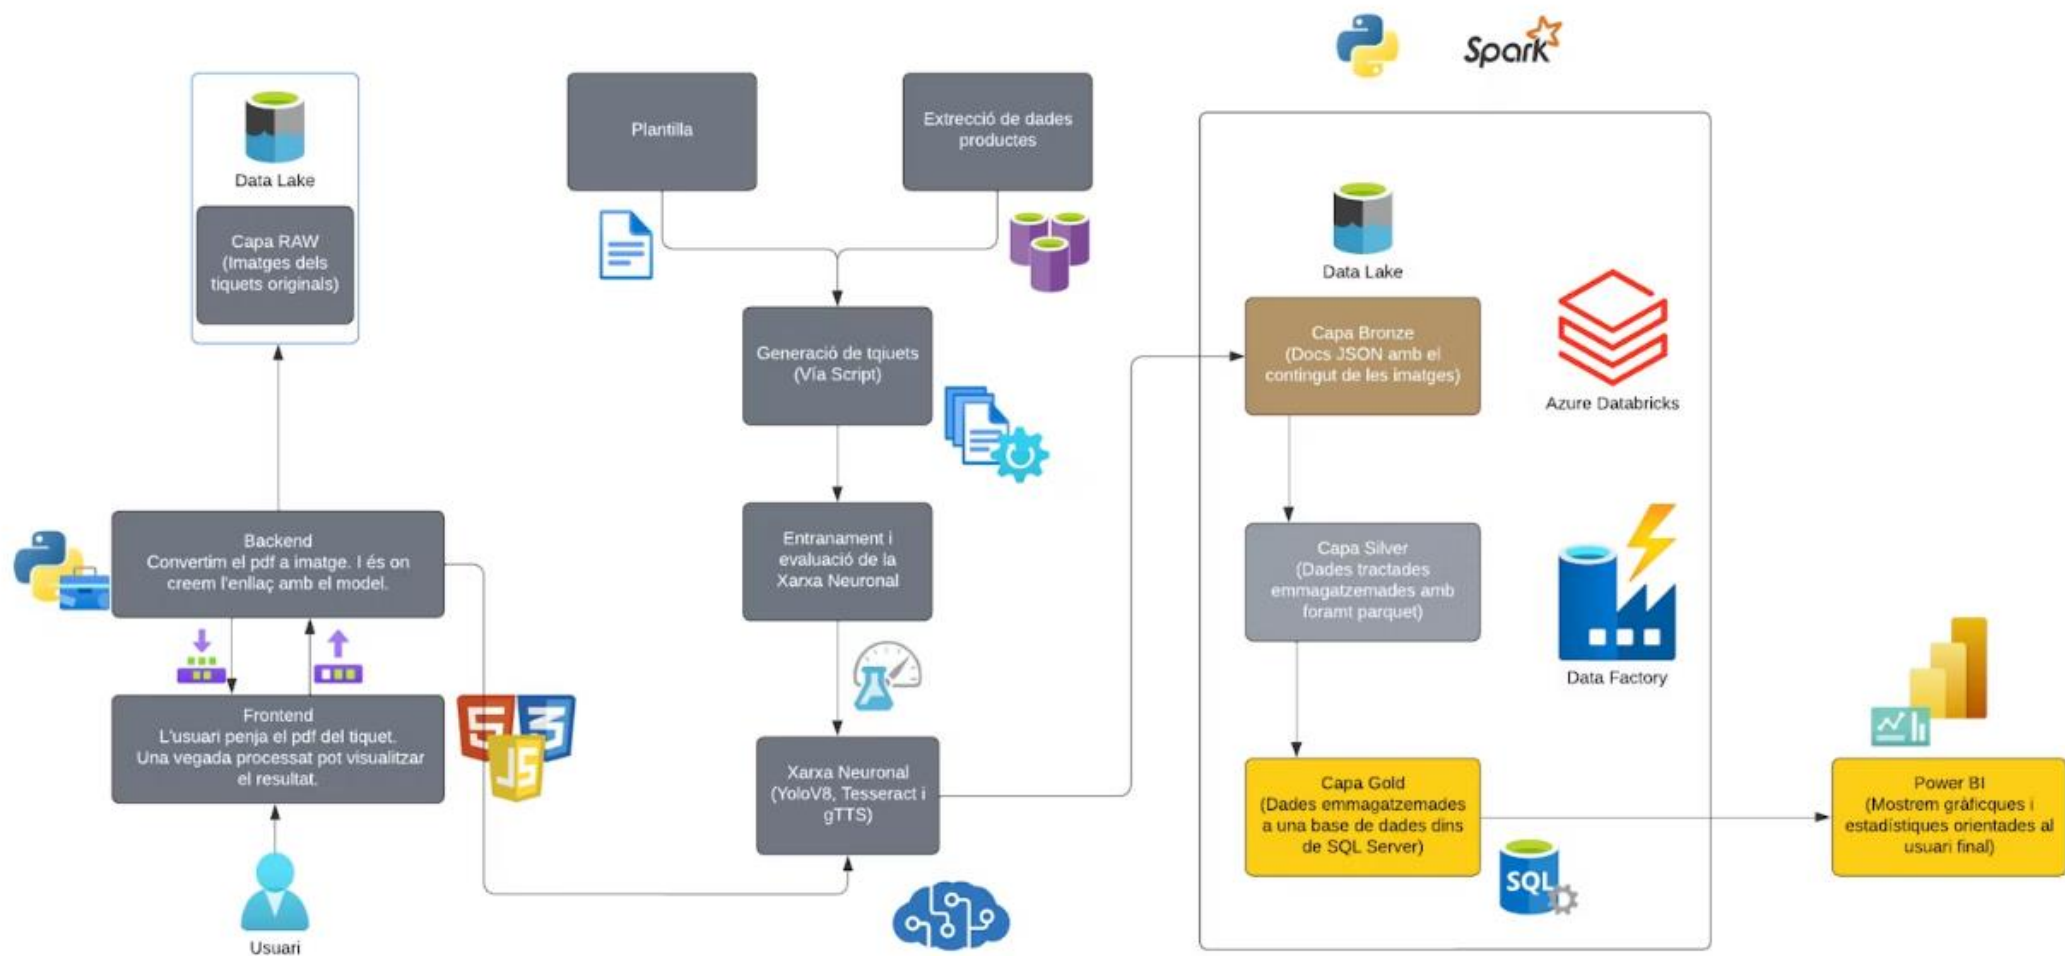 Spark
Data Lake
Capa RAW
(Imatges dels
tiquets originals)
Plantilla
Extrecció de dades
productes
Generació de tqiuets
(Vía Script)
Entranament i
evaluació de la
Xarxa Neuronal
Xarxa Neuronal
(YoloV8, Tesseract i
gTTS)
Backend
Convertim el pdf a imatge. I és on
creem l'enllaç amb el model.
Frontend
L'usuari penja el pdf del tiquet.
Una vegada processat pot visualitzar
el resultat.
5
3
JS
Usuari
Data Lake
Capa Bronze
(Docs JSON amb el
contingut de les imatges)
Azure Databricks
Capa Silver
(Dades tractades
emmagatzemades amb
foramt parquet)
Data Factory
Capa Gold
(Dades emmagatzemades
a una base de dades dins
de SQL Server)
SQL
Power BI
(Mostrem gràficques i
estadístiques orientades al
usuari final)